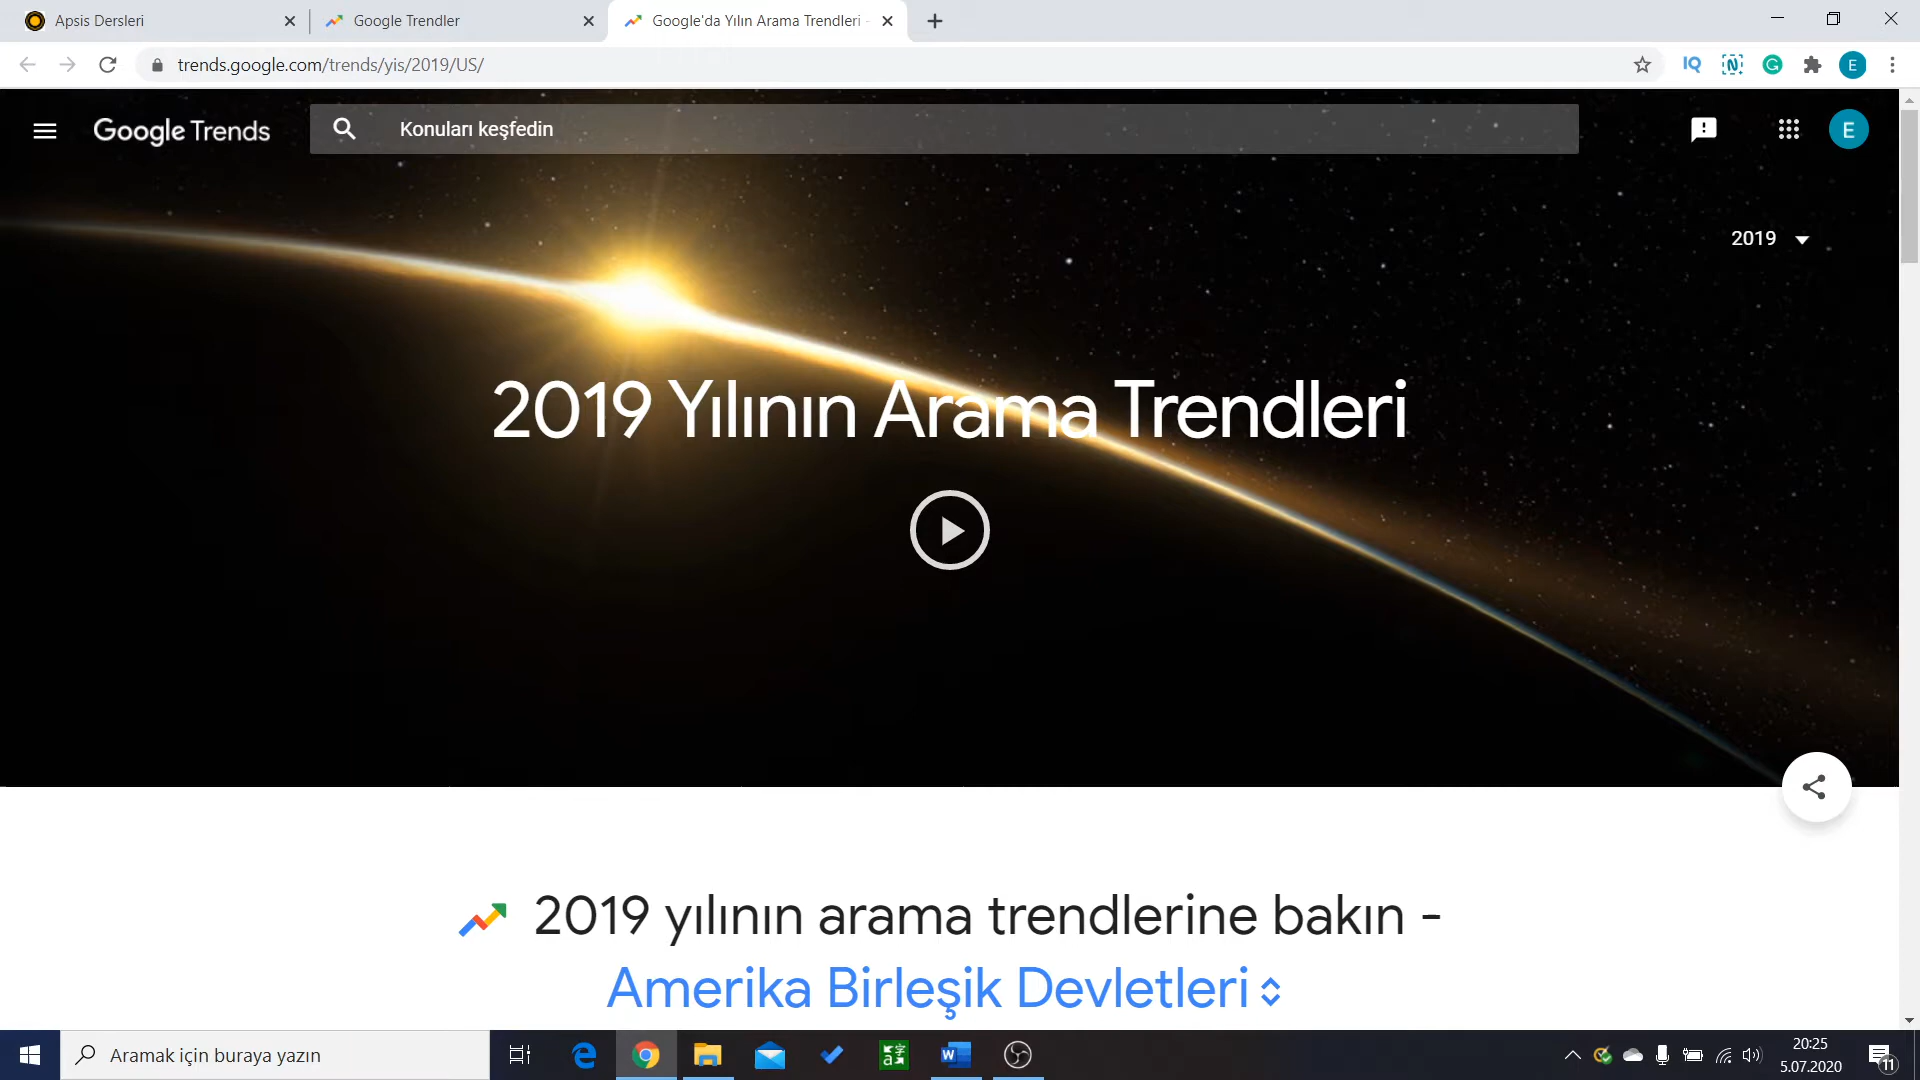 Apsis Dersleri
Google Trendler
Google'da Yılın Arama Trendleri -
trends.google.com/trends/yis/2019/US/
IQ
N
G
E
Google Trends
Konuları keşfedin
E
2019
2019 Yılının Arama Trendleri
2019 yılının arama trendlerine bakın -
Amerika Birleşik Devletleri
Aramak için buraya yazın
20:25
5.07.2020
11